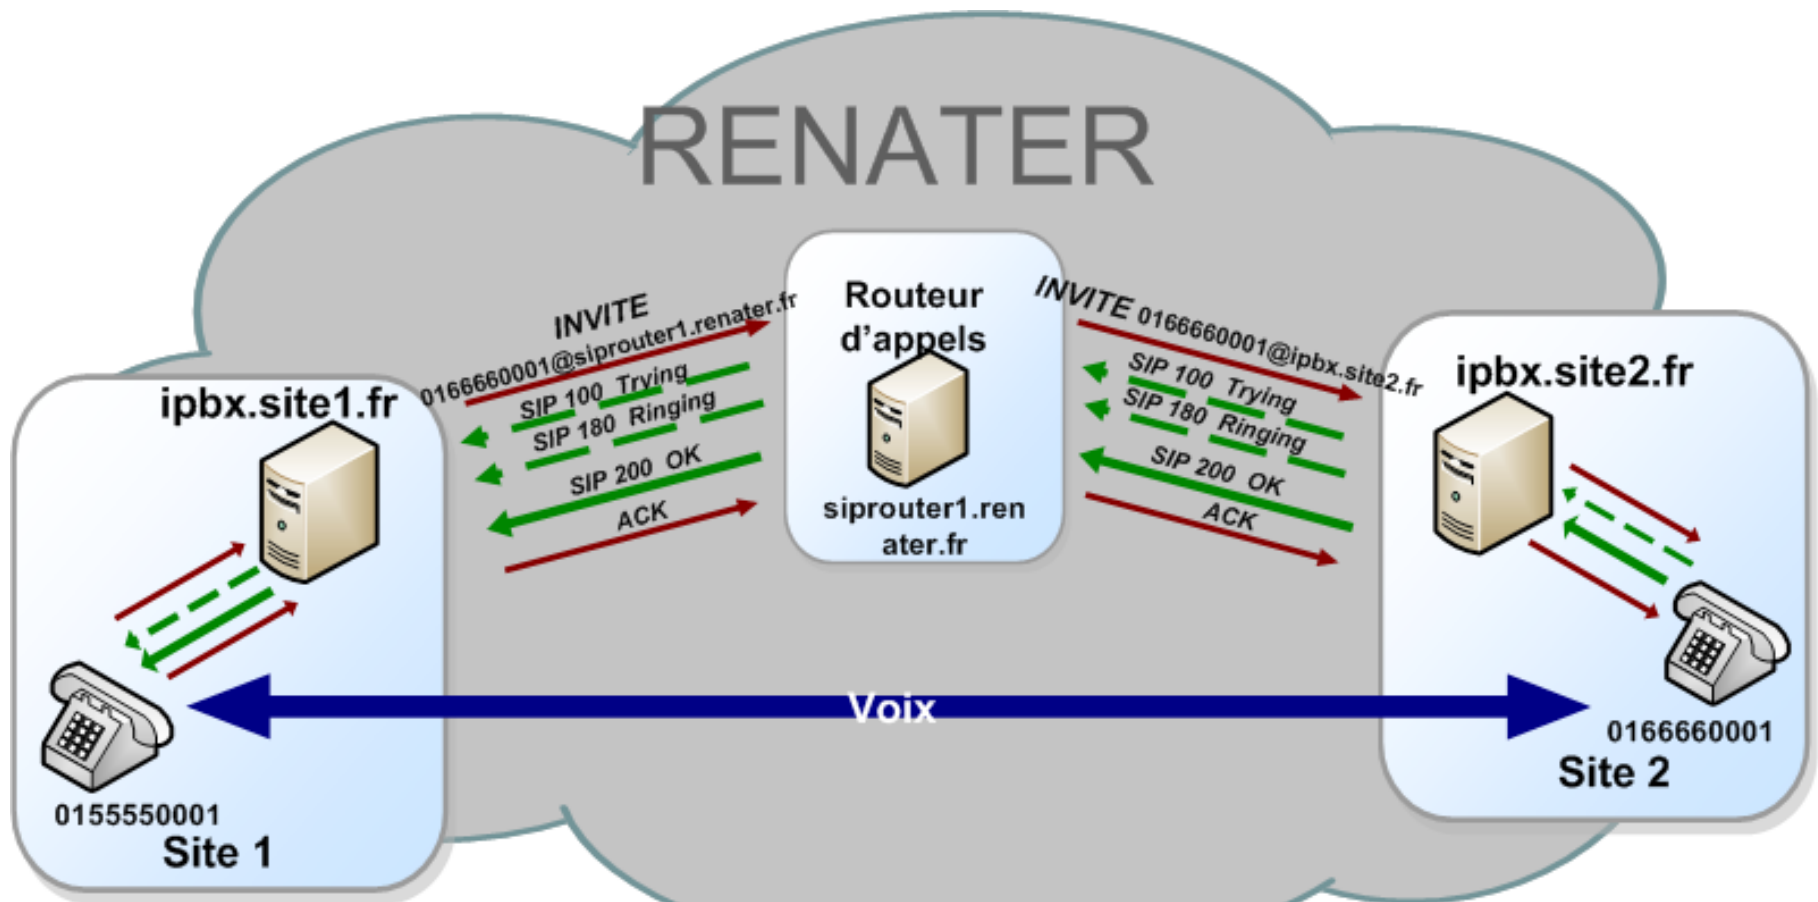 RENATER
Routeur
d'appels
siprouter1.ren
ater.fr
INVITE
0166660001@siprouter1.renater.fr
SIP 100 Trying
SIP 180 Ringing
SIP 200 OK
ACK
INVITE 0166660001@ipbx.site2.fr
SIP 100 Trying
SIP 180 Ringing
SIP 200 OK
ACK
ipbx.site1.fr
0155550001
Site 1
ipbx.site2.fr
0166660001
Site 2
Voix